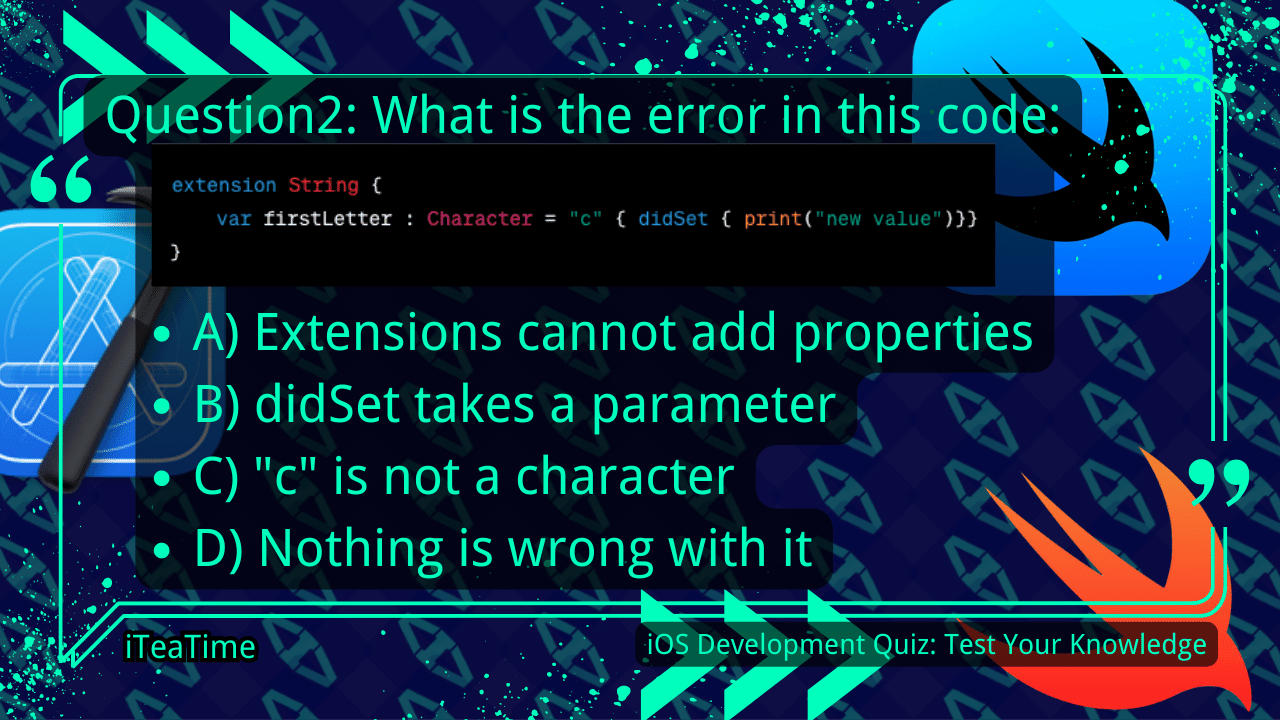 Question2: What is the error in this code:
extension String {
    var firstLetter : Character = "c" { didSet { print("new value")}}
}
• A) Extensions cannot add properties
• B) didSet takes a parameter
• C) "c" is not a character
• D) Nothing is wrong with it
iTeaTime
iOS Development Quiz: Test Your Knowledge